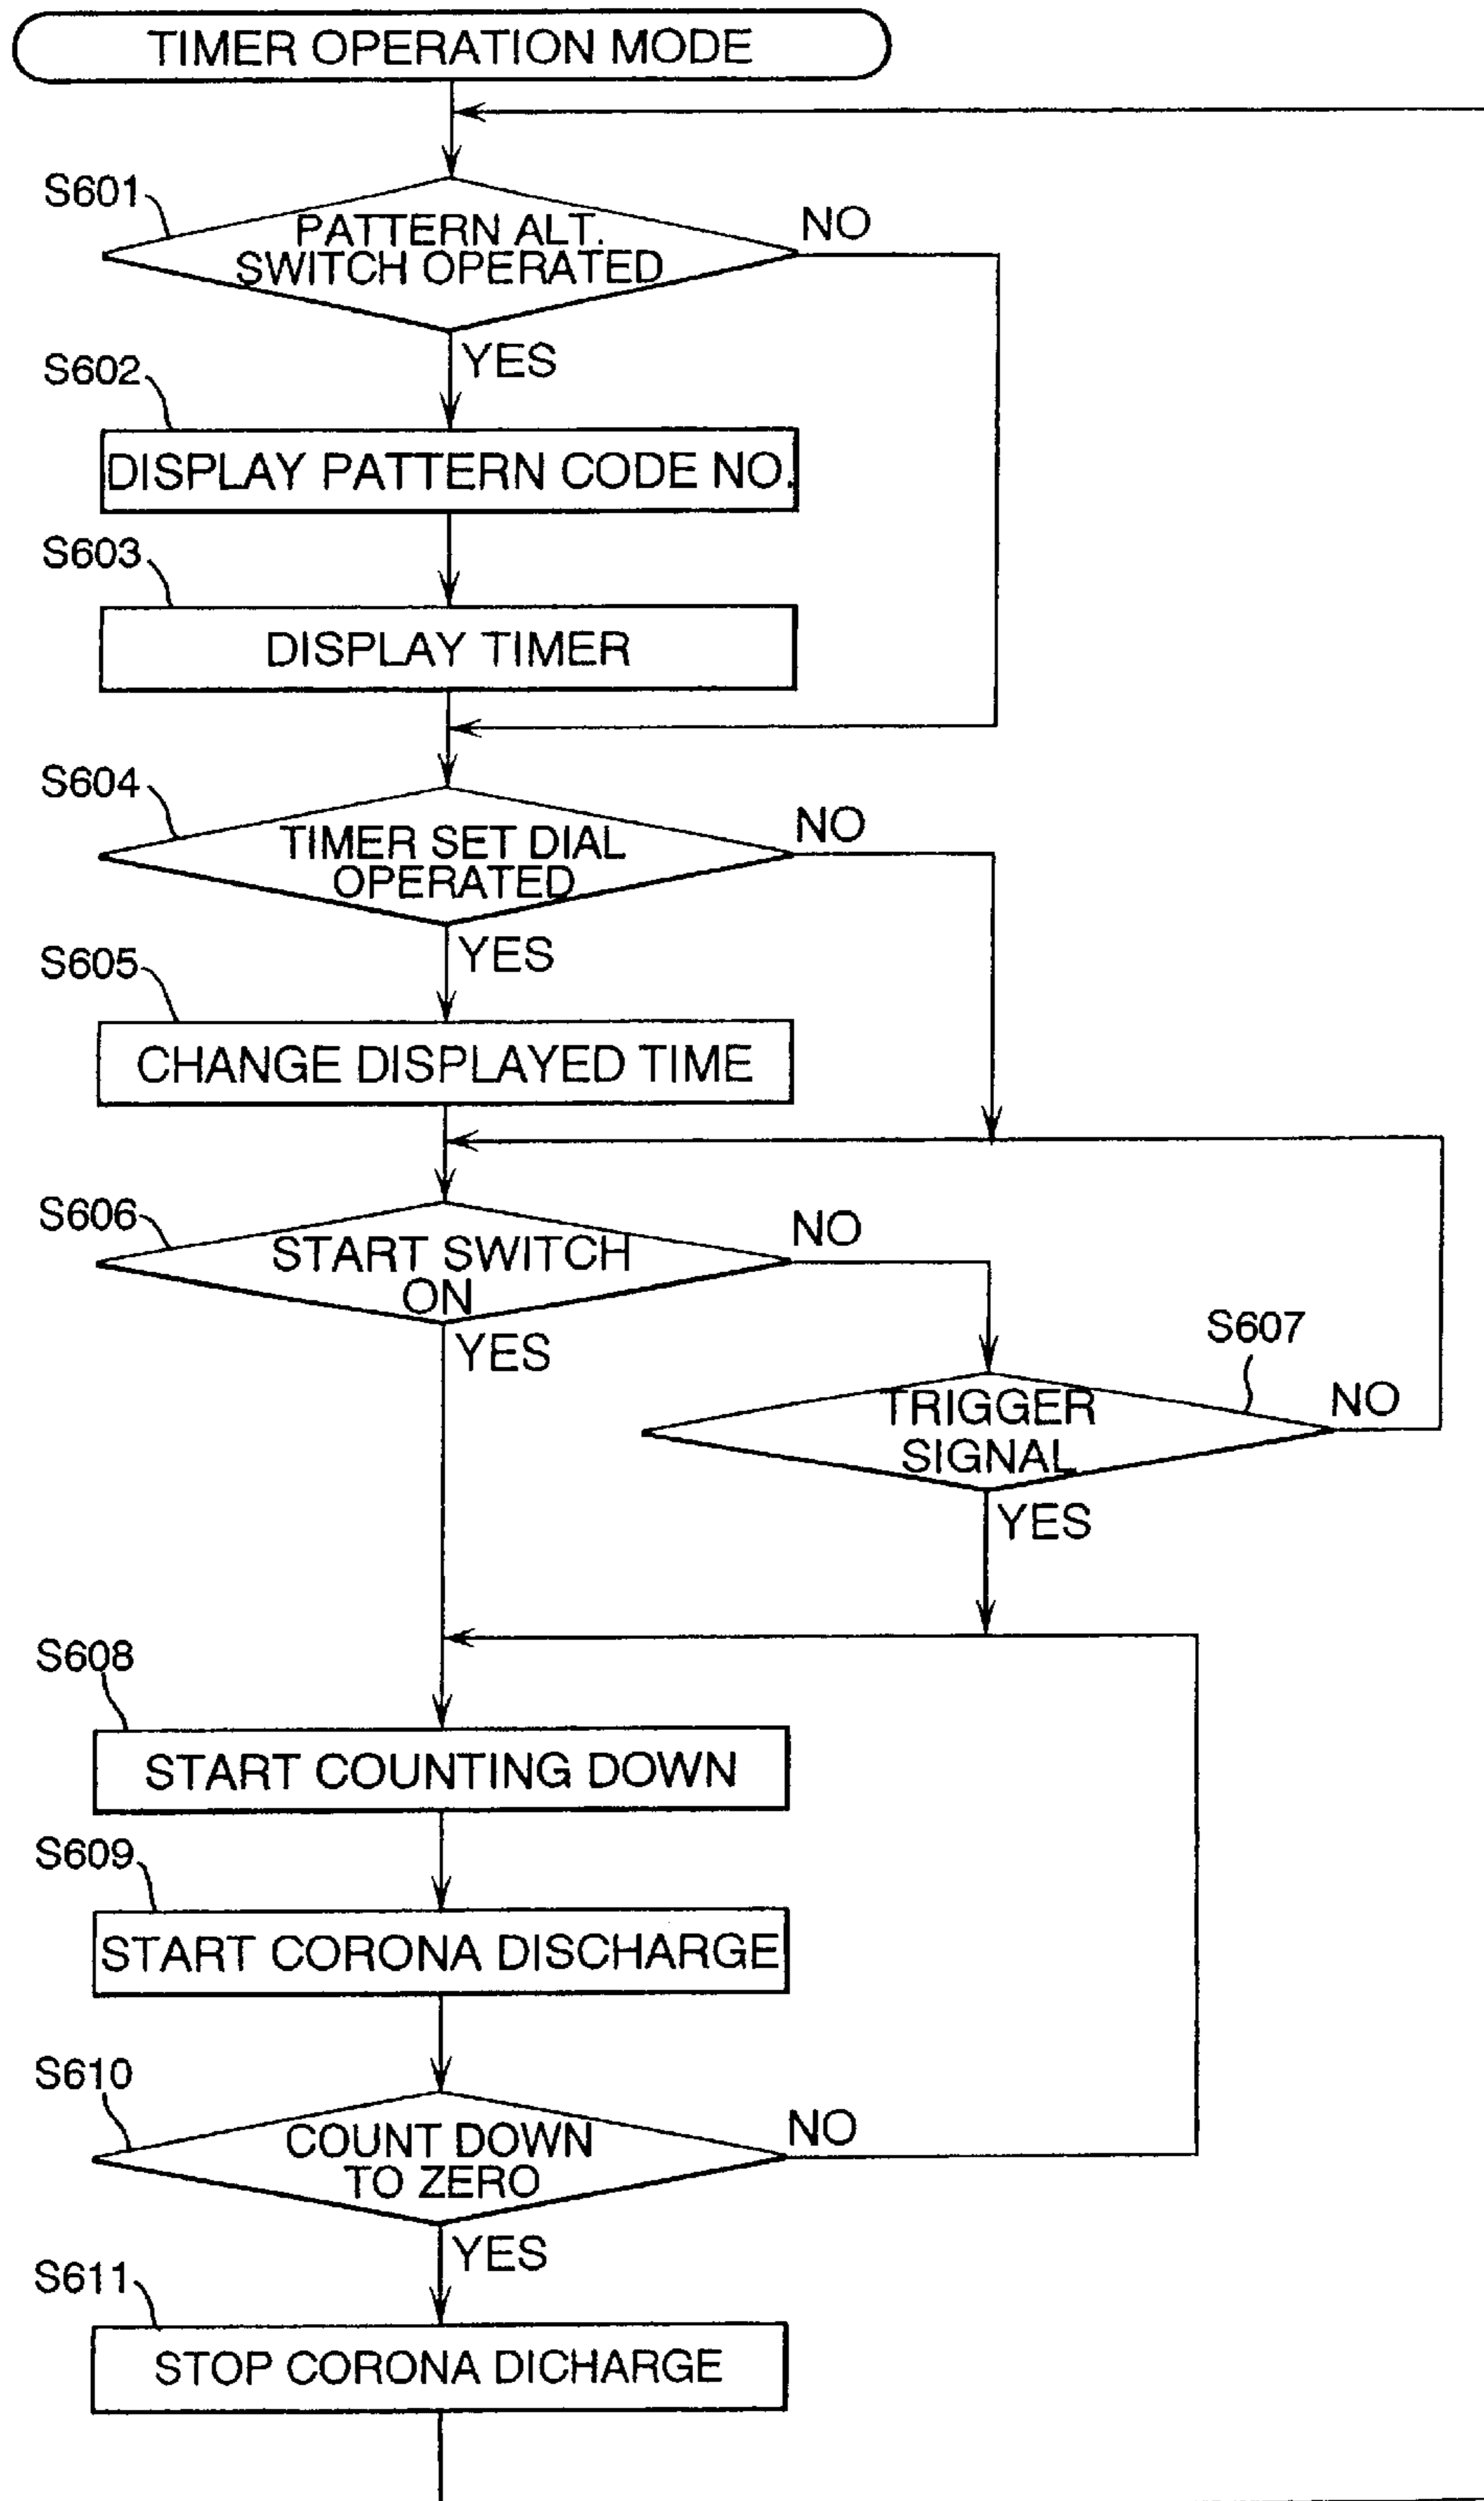 TIMER OPERATION MODE
S601
PATTERN ALT.
SWITCH OPERATED
NO
YES
S602
DISPLAY PATTERN CODE NO.
S603
DISPLAY TIMER
S604
TIMER SET DIAL
OPERATED
NO
YES
S605
CHANGE DISPLAYED TIME
S606
START SWITCH
ON
NO
YES
S607
TRIGGER
SIGNAL
NO
YES
S608
START COUNTING DOWN
S609
START CORONA DISCHARGE
S610
COUNT DOWN
TO ZERO
NO
YES
S611
STOP CORONA DICHARGE